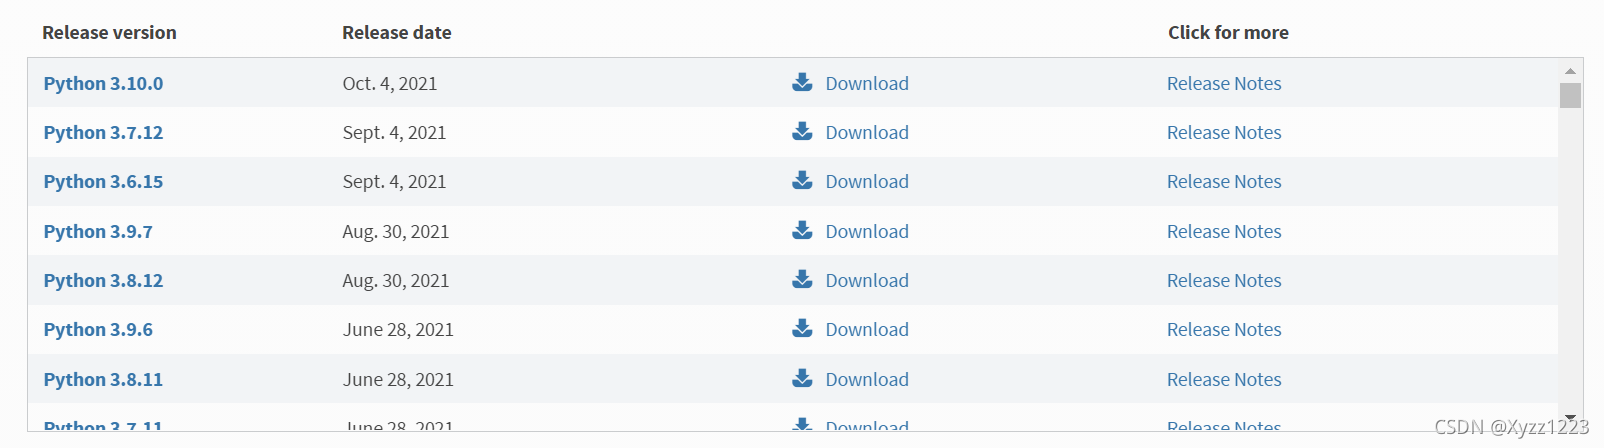 Release version Release date Click for more
Python 3.10.0 Oct. 4, 2021 Download Release Notes
Python 3.7.12 Sept. 4, 2021 Download Release Notes
Python 3.6.15 Sept. 4, 2021 Download Release Notes
Python 3.9.7 Aug. 30, 2021 Download Release Notes
Python 3.8.12 Aug. 30, 2021 Download Release Notes
Python 3.9.6 June 28, 2021 Download Release Notes
Python 3.8.11 June 28, 2021 Download Release Notes
Python 3.7.11 June 28, 2021 Download Release Notes
CSDN @Xyzz1223